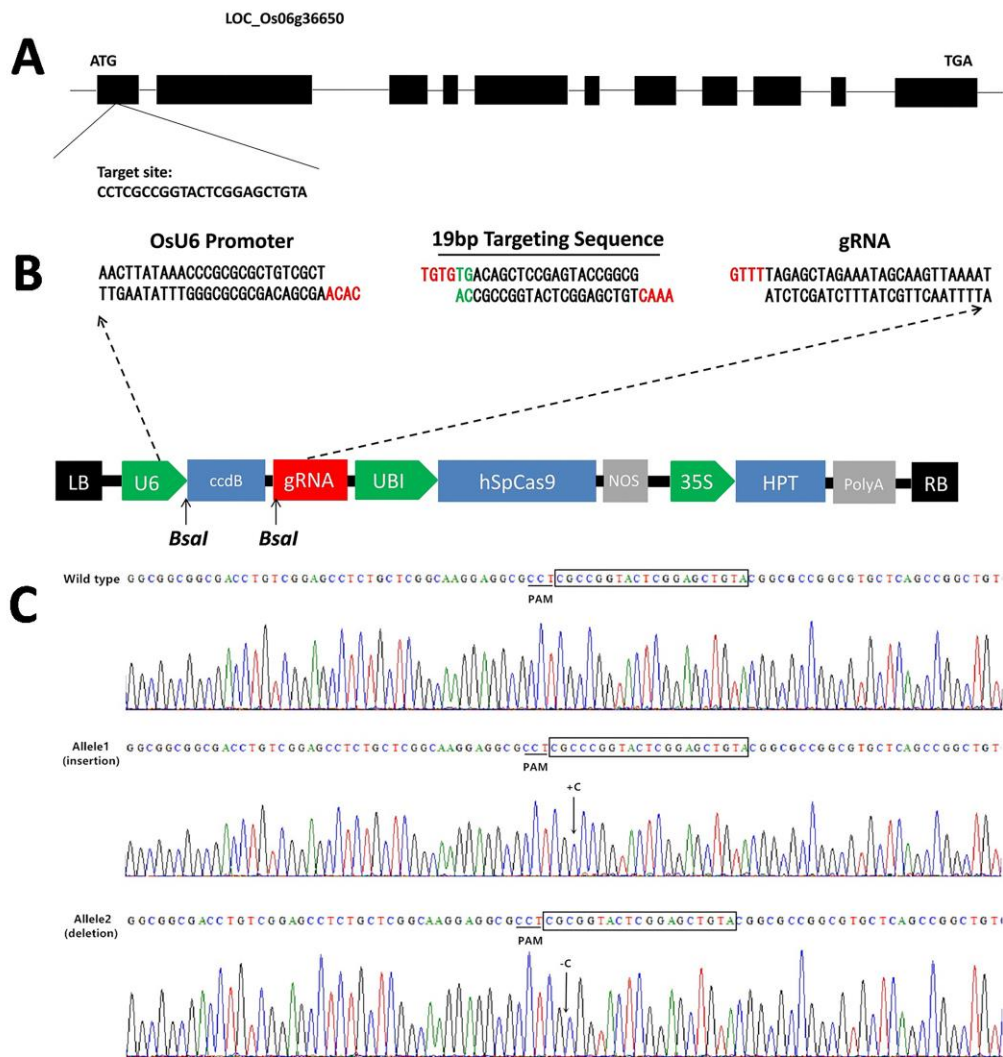 LOC_Os06g36650
A
ATG
TGA
Target site:
CCTCGCCGGTACTCGGAGCTGTA
B
OsU6 Promoter
19bp Targeting Sequence
gRNA
AACTTATAAACCCGCGCGCTGTCGCT
TGTGTGACAGCTCCGAGTACCGGCG
GTTTTAGAGCTAGAAATAGCAAGTTAAAAT
TTGAATATTTGGGCGCGCGACAGCGAACAC
ACCGCCGGTACTCGGAGCTGTCAAA
ATCTCGATCTTTATCGTTCAATTTTA
LB
U6
ccdB
gRNA
UBI
hSpCas9
NOS
35S
HPT
PolyA
RB
BsaI
BsaI
C
Wild type
GGCGGCGGCGACCTGTCGGAGCCTCTGCTCGGCAAGGAGGCGCCTCGCCGGTACTCGGAGCTGTACGGCGCCGGCGTGCTCAGCCGGCTGT
PAM
Allele1
(insertion)
GGCGGCGGCGACCTGTCGGAGCCTCTGCTCGGCAAGGAGGCGCCTCGCCCGGTACTCGGAGCTGTACGGCGCCGGCGTGCTCAGCCGGCTGT
PAM
+C
Allele2
(deletion)
GGCGGCGACCTGTCGGAGCCTCTGCTCGGCAAGGAGGCGCCTCGCGGTACTCGGAGCTGTACGGCGCCGGCGTGCTCAGCCGGCTGT
PAM
-C